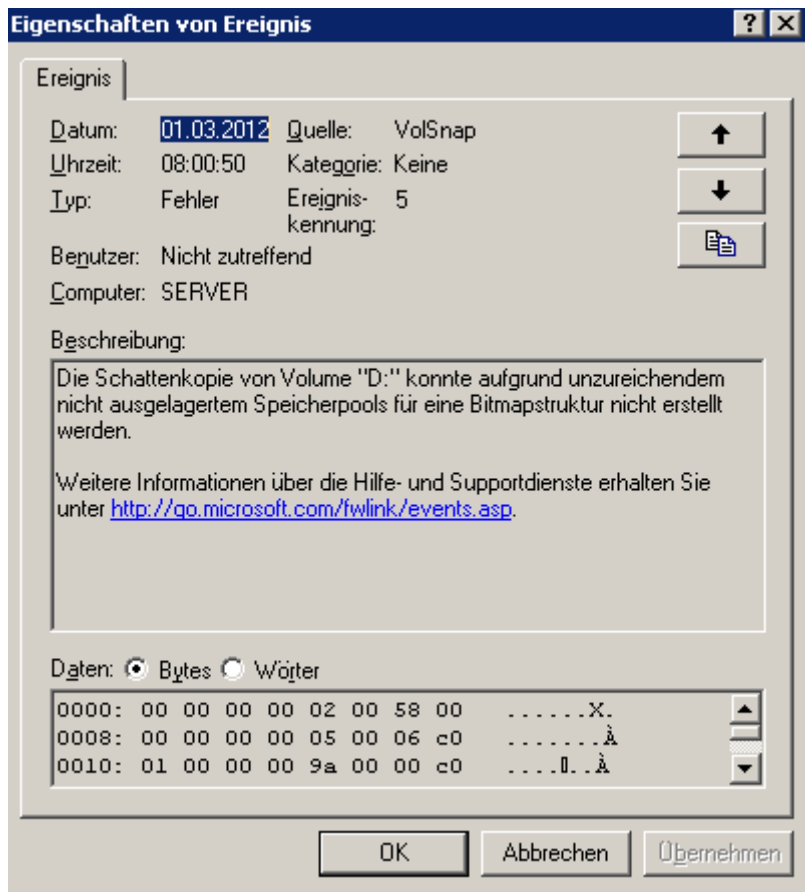 Eigenschaften von Ereignis
Ereignis
Datum: 01.03.2012 Quelle: VolSnap
Uhrzeit: 08:00:50 Kategorie: Keine
Typ: Fehler Ereignis-kennung: 5
Benutzer: Nicht zutreffend
Computer: SERVER
Beschreibung:
Die Schattenkopie von Volume "D:" konnte aufgrund unzureichendem
nicht ausgelagertem Speicherpools für eine Bitmapstruktur nicht erstellt
werden.
Weitere Informationen über die Hilfe- und Supportdienste erhalten Sie
unter http://go.microsoft.com/fwlink/events.asp.
Daten: Bytes Wörter
0000: 00 00 00 00 02 00 58 00 ......X.
0008: 00 00 00 00 05 00 06 c0 .......À
0010: 01 00 00 00 9a 00 00 c0 ....▯..À
OK Abbrechen Übernehmen